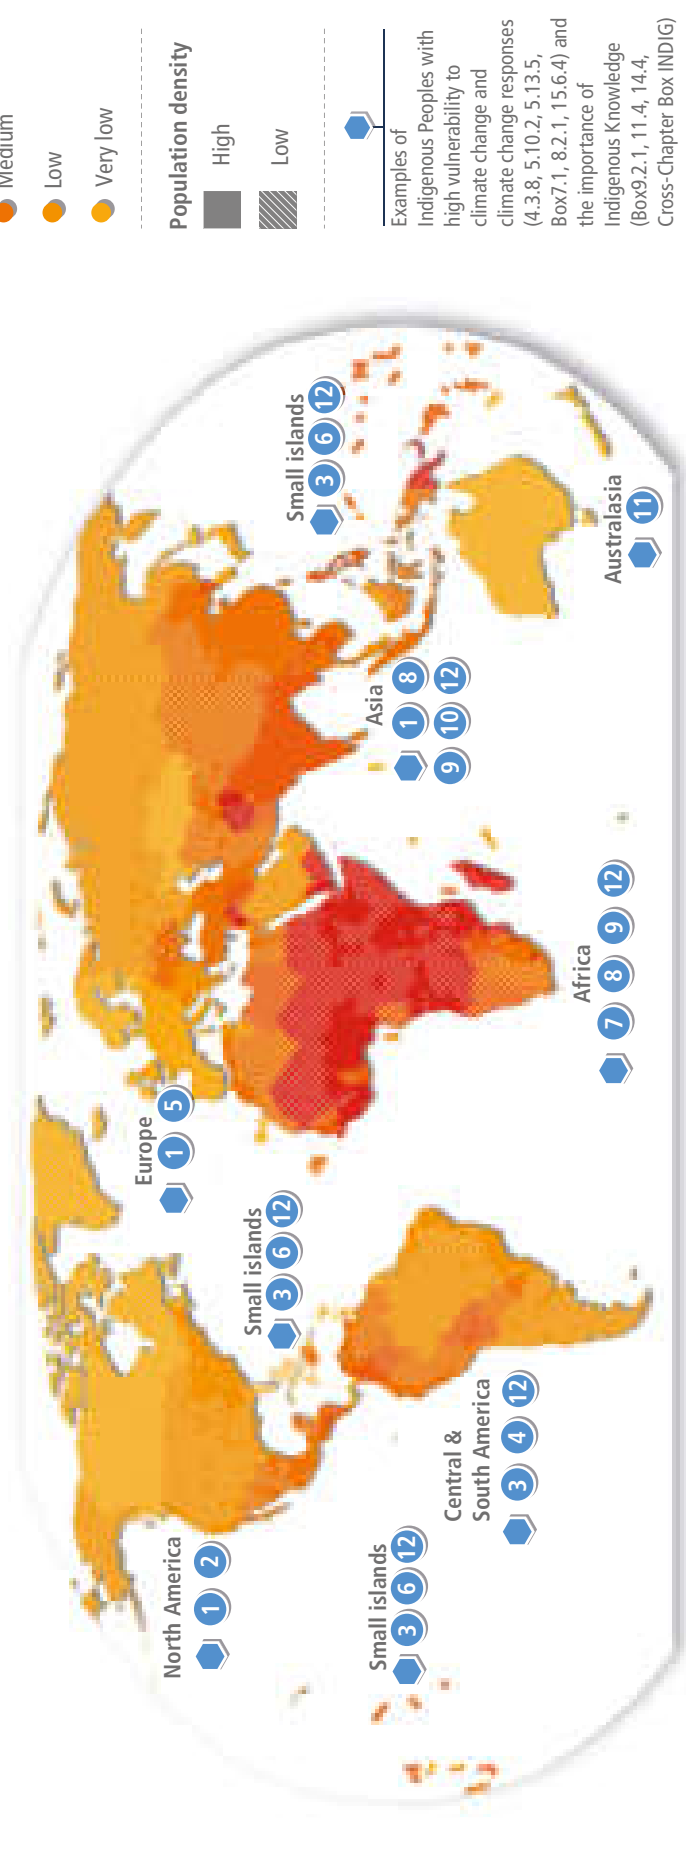 Medium
Low
Very low
Population density
High
Low
Examples of
Indigenous Peoples with
high vulnerability to
climate change and
climate change responses
(4.3.8, 5.10.2, 5.13.5,
Box7.1, 8.2.1, 15.6.4) and
the importance of
Indigenous Knowledge
(Box9.2.1, 11.4, 14.4,
Cross-Chapter Box INDIG)
North America
1 2
Europe
1 5
Small islands
3 6 12
Small islands
3 6 12
Asia
1 8
9 10 12
Small islands
3 6 12
Central &
South America
3 4 12
Africa
7 8 9 12
Australasia
11